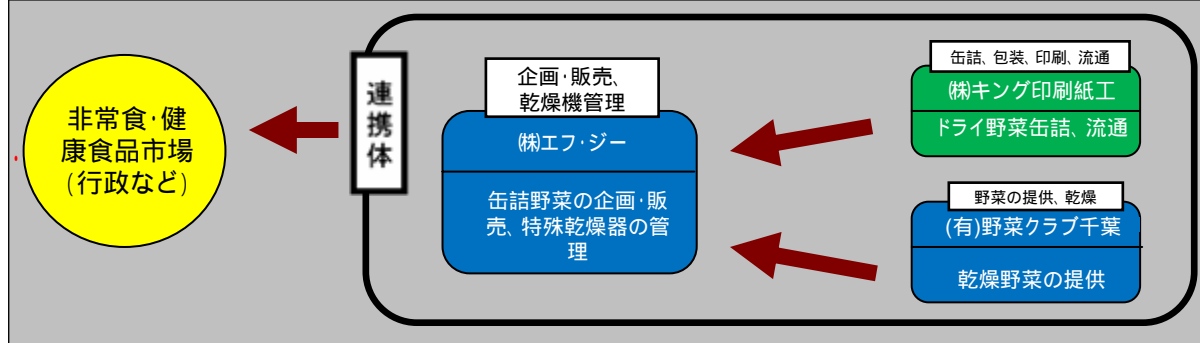 非常食･健
康食品市場
(行政など)
連
携
体
企画･販売、
乾燥機管理
㈱エフ･ジー
缶詰野菜の企画･販
売、特殊乾燥器の管
理
缶詰、包装、印刷、流通
㈱キング印刷紙工
ドライ野菜缶詰、流通
野菜の提供、乾燥
(有)野菜クラブ千葉
乾燥野菜の提供